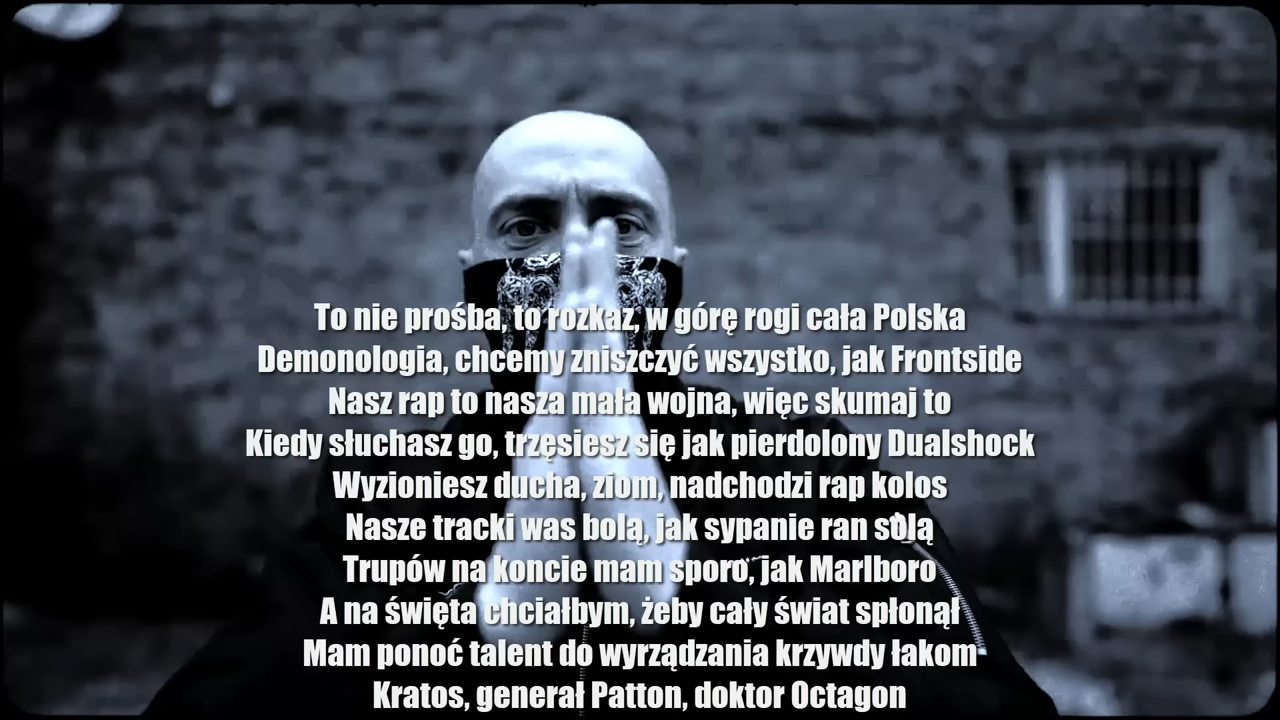 To nie prośba, to rozkaz, w górę rogi cała Polska
Demonologia, chcemy zniszczyć wszystko, jak Frontside
Nasz rap to nasza mała wojna, więc skumaj to
Kiedy słuchasz go, trzęsiesz się jak pierdolony Dualshock
Wyzioniesz ducha, ziom, nadchodzi rap kolos
Nasze tracki was bolą, jak sypanie ran solą
Trupów na koncie mam sporo, jak Marlboro
A na święta chciałbym, żeby cały świat spłonął
Mam ponoć talent do wyrządzania krzywdy łakom
Kratos, generał Patton, doktor Octagon